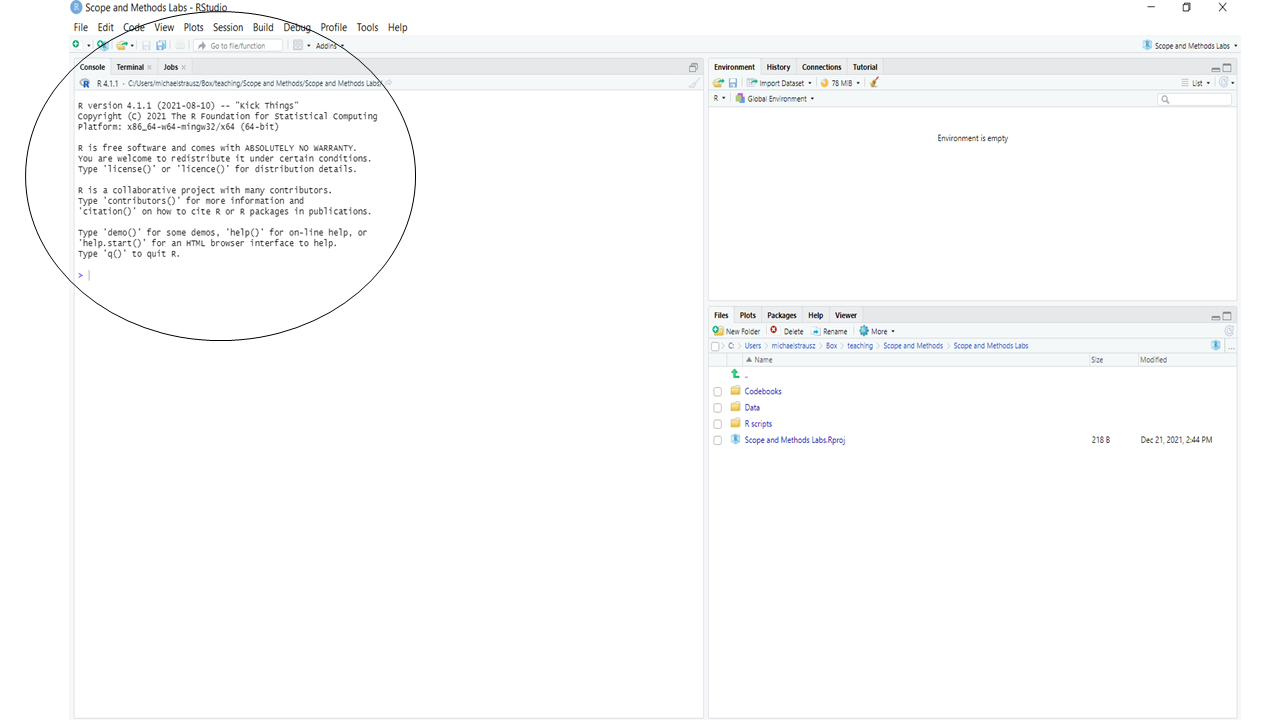 Scope and Methods Labs - RStudio
File Edit Code View Plots Session Build Debug Profile Tools Help
Go to file/function Addins
Scope and Methods Labs
Console Terminal Jobs
R 4.1.1 · C:/Users/michaelstrausz/Box/teaching/Scope and Methods/Scope and Methods Labs/
R version 4.1.1 (2021-08-10) -- "Kick Things"
Copyright (C) 2021 The R Foundation for Statistical Computing
Platform: x86_64-w64-mingw32/x64 (64-bit)
R is free software and comes with ABSOLUTELY NO WARRANTY.
You are welcome to redistribute it under certain conditions.
Type 'license()' or 'licence()' for distribution details.
R is a collaborative project with many contributors.
Type 'contributors()' for more information and
'citation()' on how to cite R or R packages in publications.
Type 'demo()' for some demos, 'help()' for on-line help, or
'help.start()' for an HTML browser interface to help.
Type 'q()' to quit R.
>
Environment History Connections Tutorial
Import Dataset 78 MiB List
R Global Environment
Environment is empty
Files Plots Packages Help Viewer
New Folder Delete Rename More
C: Users michaelstrausz Box teaching Scope and Methods Scope and Methods Labs ...
Name Size Modified
..
Codebooks
Data
R scripts
Scope and Methods Labs.Rproj 218 B Dec 21, 2021, 2:44 PM